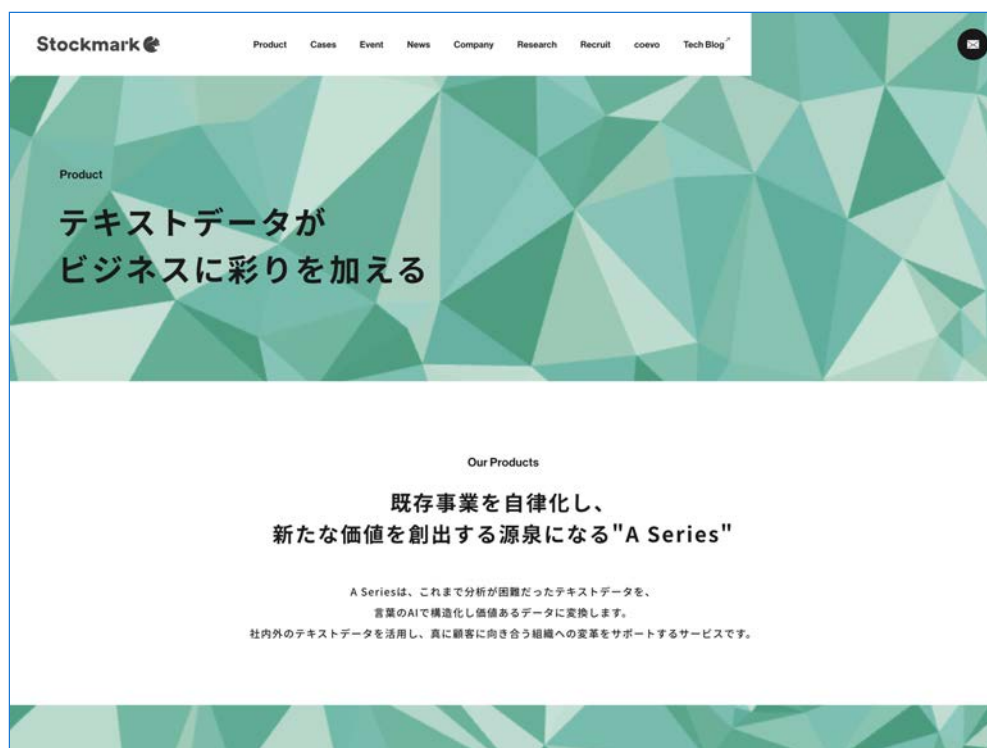 Stockmark
Product Cases Event News Company Research Recruit coevo Tech Blog↗
Product
テキストデータが
ビジネスに彩りを加える
Our Products
既存事業を自律化し、
新たな価値を創出する源泉になる"A Series"
A Seriesは、これまで分析が困難だったテキストデータを、
言葉のAIで構造化し価値あるデータに変換します。
社内外のテキストデータを活用し、真に顧客に向き合う組織への変革をサポートするサービスです。